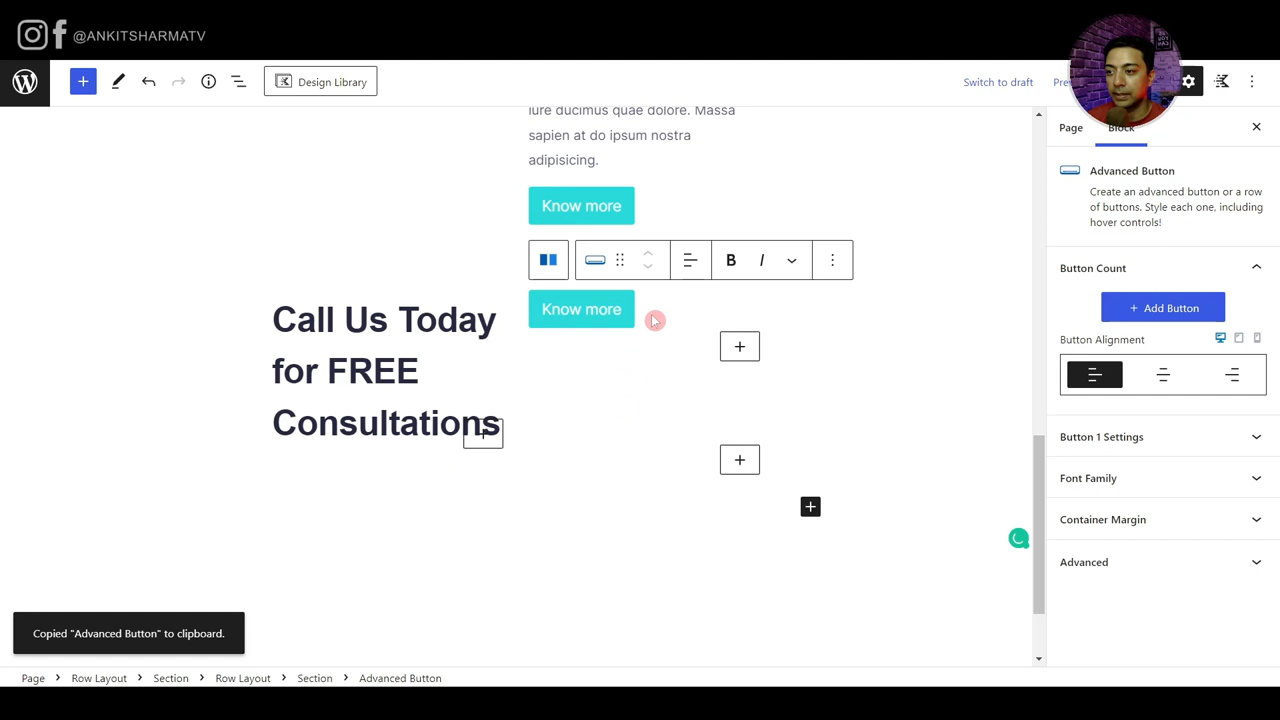 @ANKITSHARMATV
Design Library
Switch to draft
Page
Block
iure ducimus quae dolore. Massa
sapien at do ipsum nostra
adipisicing.
Know more
B I
Know more
Call Us Today
for FREE
Consultations
Advanced Button
Create an advanced button or a row
of buttons. Style each one, including
hover controls!
Button Count
+ Add Button
Button Alignment
Button 1 Settings
Font Family
Container Margin
Advanced
Copied "Advanced Button" to clipboard.
Page > Row Layout > Section > Row Layout > Section > Advanced Button